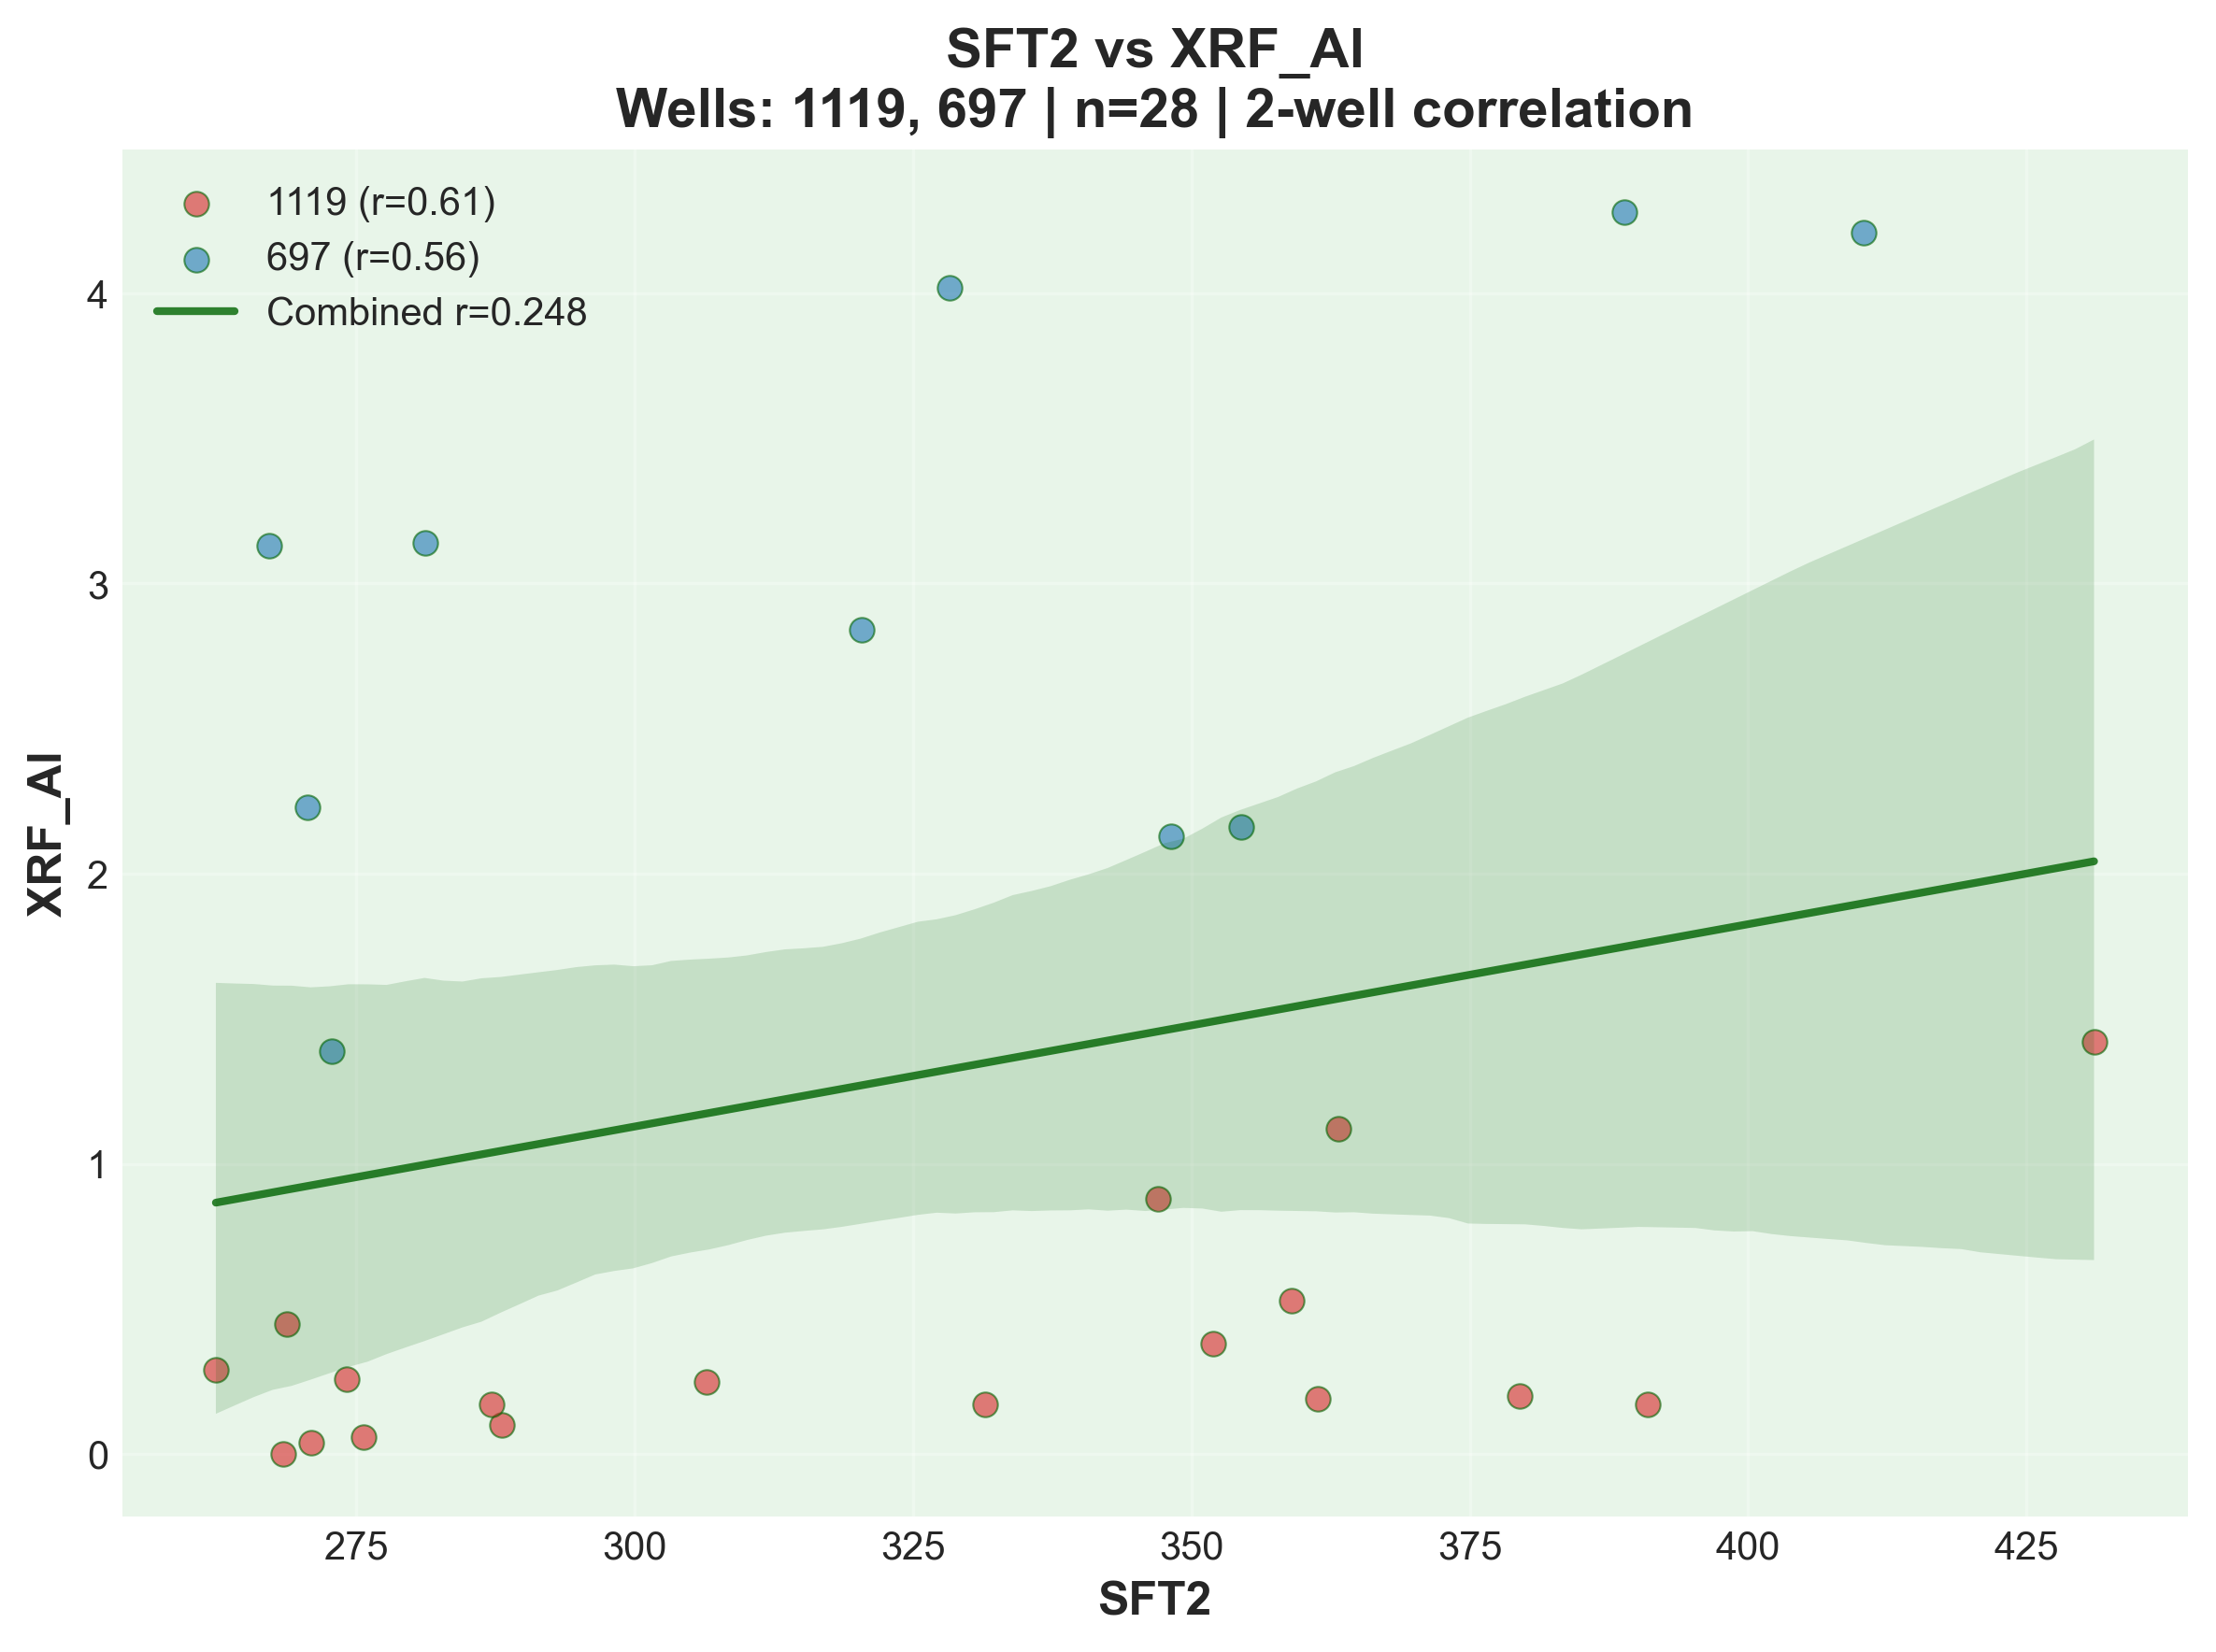 SFT2 vs XRF_Al
Wells: 1119, 697 | n=28 | 2-well correlation
1119 (r=0.61)
697 (r=0.56)
Combined r=0.248
4
3
2
1
0
XRF_Al
275
300
325
350
375
400
425
SFT2